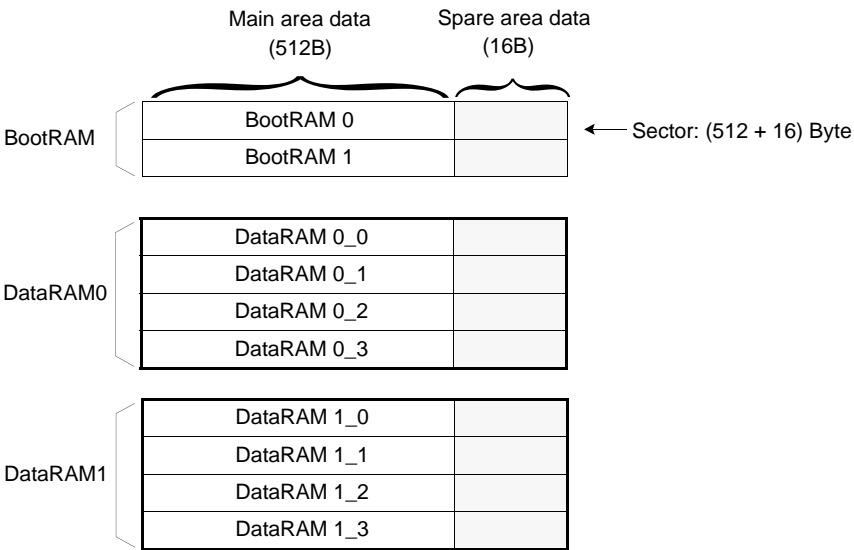 Main area data
(512B)
Spare area data
(16B)
BootRAM
BootRAM 0
BootRAM 1
Sector: (512 + 16) Byte
DataRAM0
DataRAM 0_0
DataRAM 0_1
DataRAM 0_2
DataRAM 0_3
DataRAM1
DataRAM 1_0
DataRAM 1_1
DataRAM 1_2
DataRAM 1_3